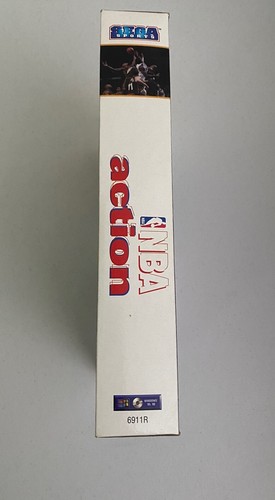 SEGA
SPORTS
NBA
action
6911R